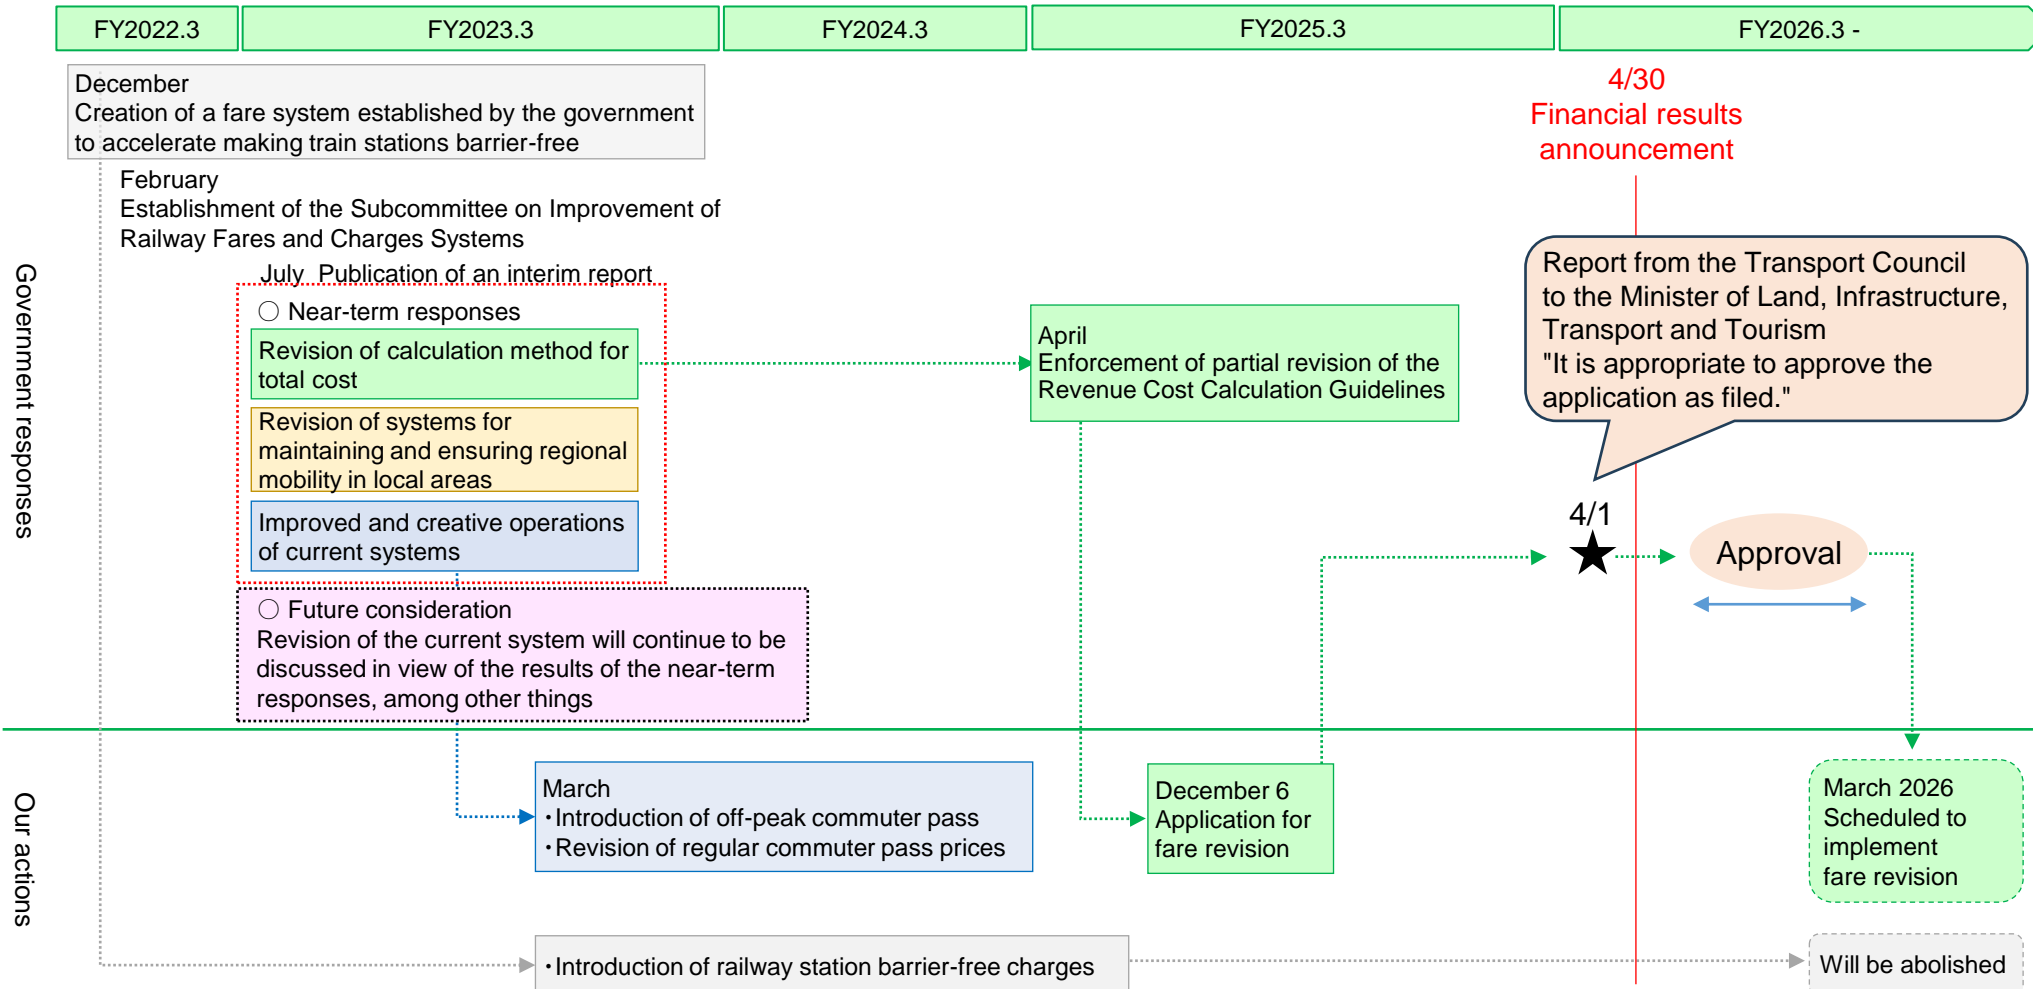 FY2022.3
FY2023.3
FY2024.3
FY2025.3
FY2026.3 -
December
Creation of a fare system established by the government
to accelerate making train stations barrier-free
4/30
Financial results
announcement
February
Establishment of the Subcommittee on Improvement of
Railway Fares and Charges Systems
Government responses
July  Publication of an interim report
○ Near-term responses
Revision of calculation method for
total cost
Revision of systems for
maintaining and ensuring regional
mobility in local areas
Improved and creative operations
of current systems
○ Future consideration
Revision of the current system will continue to be
discussed in view of the results of the near-term
responses, among other things
April
Enforcement of partial revision of the
Revenue Cost Calculation Guidelines
Report from the Transport Council
to the Minister of Land, Infrastructure,
Transport and Tourism
"It is appropriate to approve the
application as filed."
4/1
★
Approval
Our actions
March
・Introduction of off-peak commuter pass
・Revision of regular commuter pass prices
December 6
Application for
fare revision
March 2026
Scheduled to
implement
fare revision
・Introduction of railway station barrier-free charges
Will be abolished